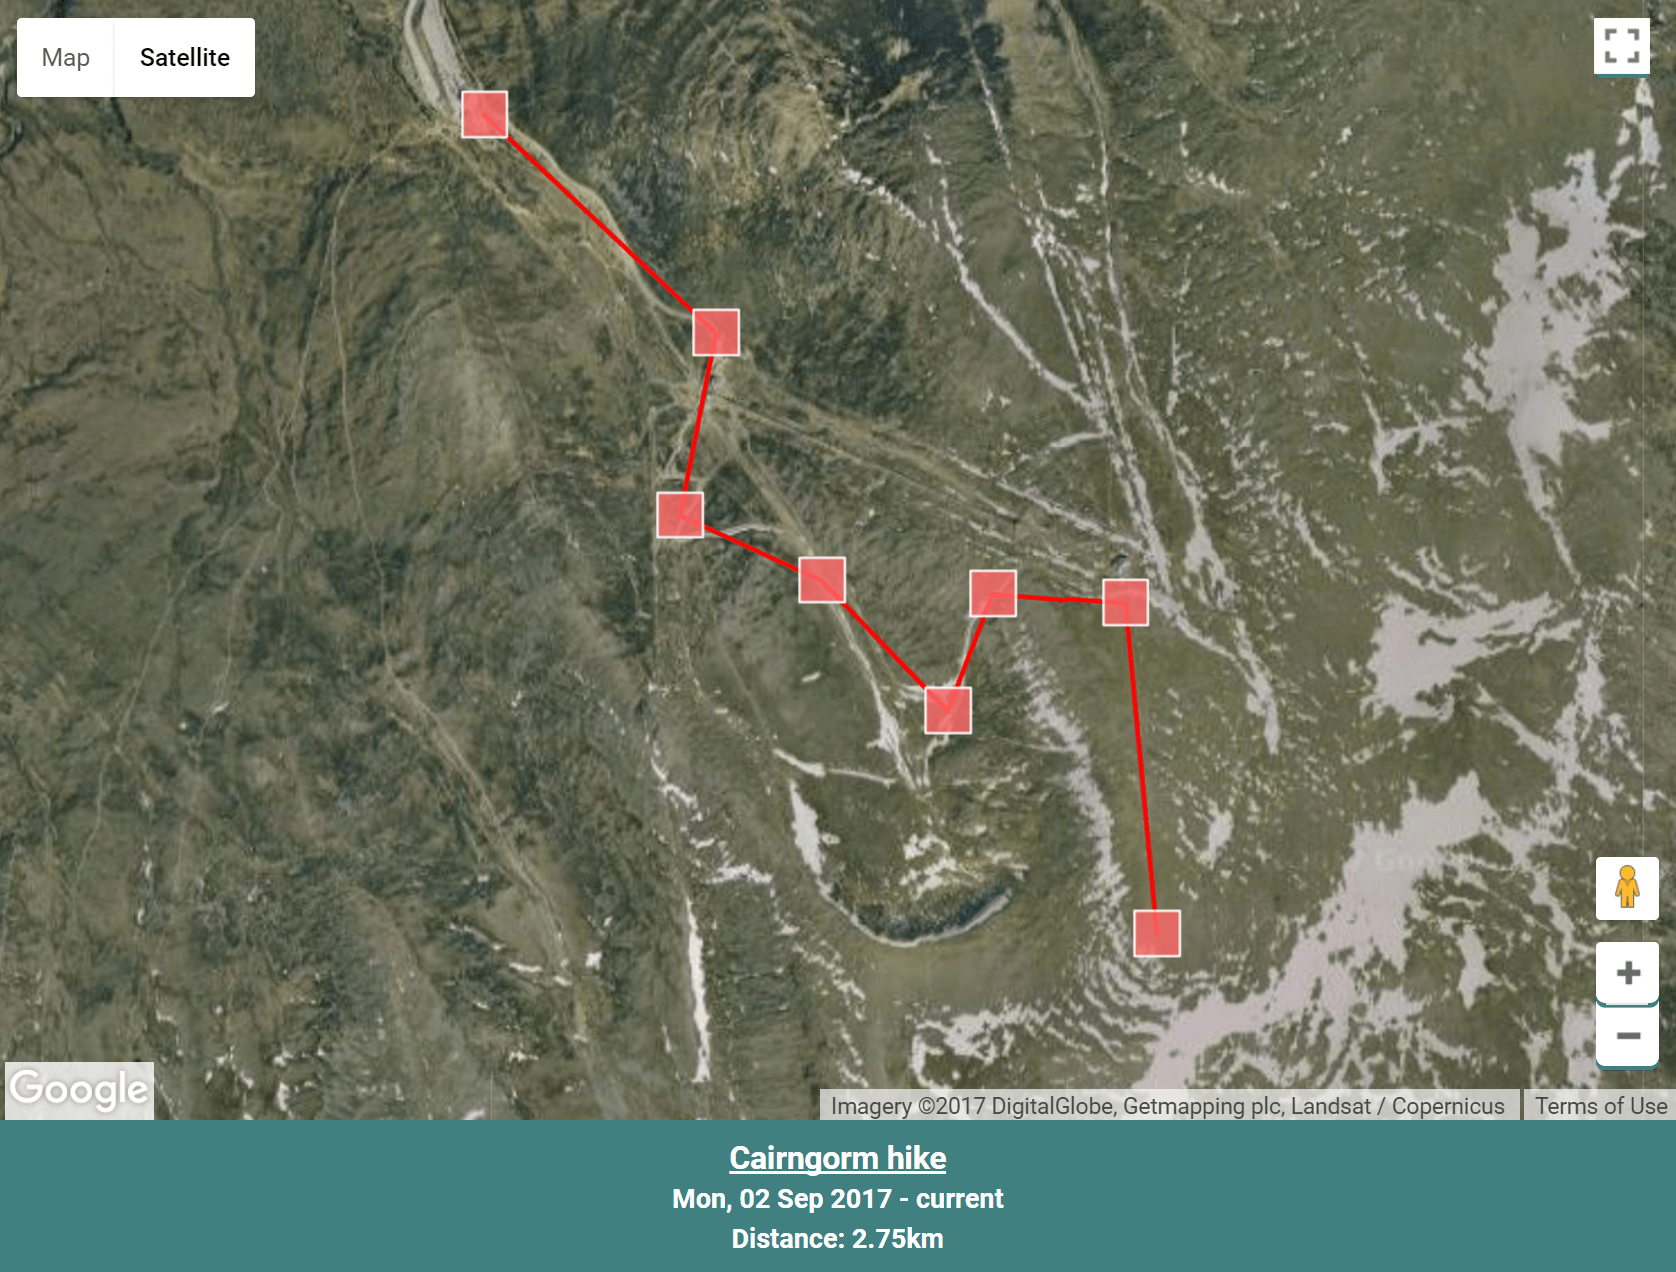 Map
Satellite
Google
Imagery ©2017 DigitalGlobe, Getmapping plc, Landsat / Copernicus
Terms of Use
Cairngorm hike
Mon, 02 Sep 2017 - current
Distance: 2.75km